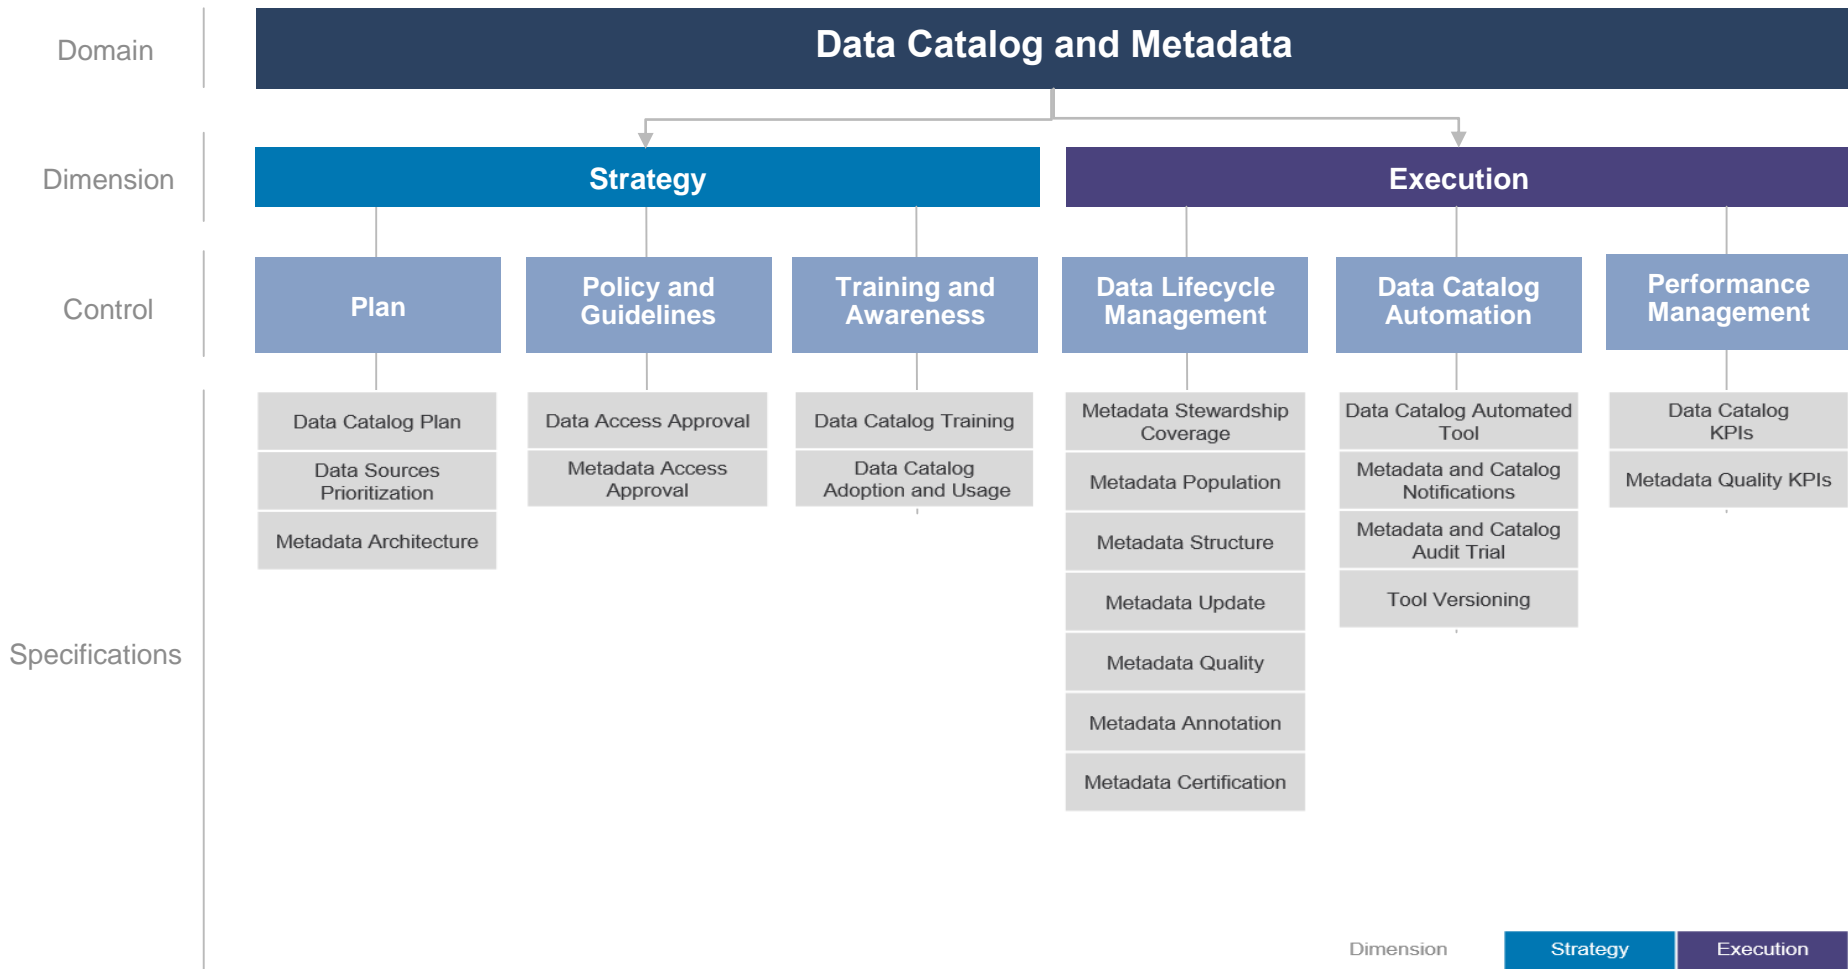 Domain
Data Catalog and Metadata
Dimension
Strategy
Execution
Control
Plan
Policy and
Guidelines
Training and
Awareness
Data Lifecycle
Management
Data Catalog
Automation
Performance
Management
Specifications
Data Catalog Plan
Data Sources
Prioritization
Metadata Architecture
Data Access Approval
Metadata Access
Approval
Data Catalog Training
Data Catalog
Adoption and Usage
Metadata Stewardship
Coverage
Metadata Population
Metadata Structure
Metadata Update
Metadata Quality
Metadata Annotation
Metadata Certification
Data Catalog Automated
Tool
Metadata and Catalog
Notifications
Metadata and Catalog
Audit Trial
Tool Versioning
Data Catalog
KPIs
Metadata Quality KPIs
Dimension
Strategy
Execution